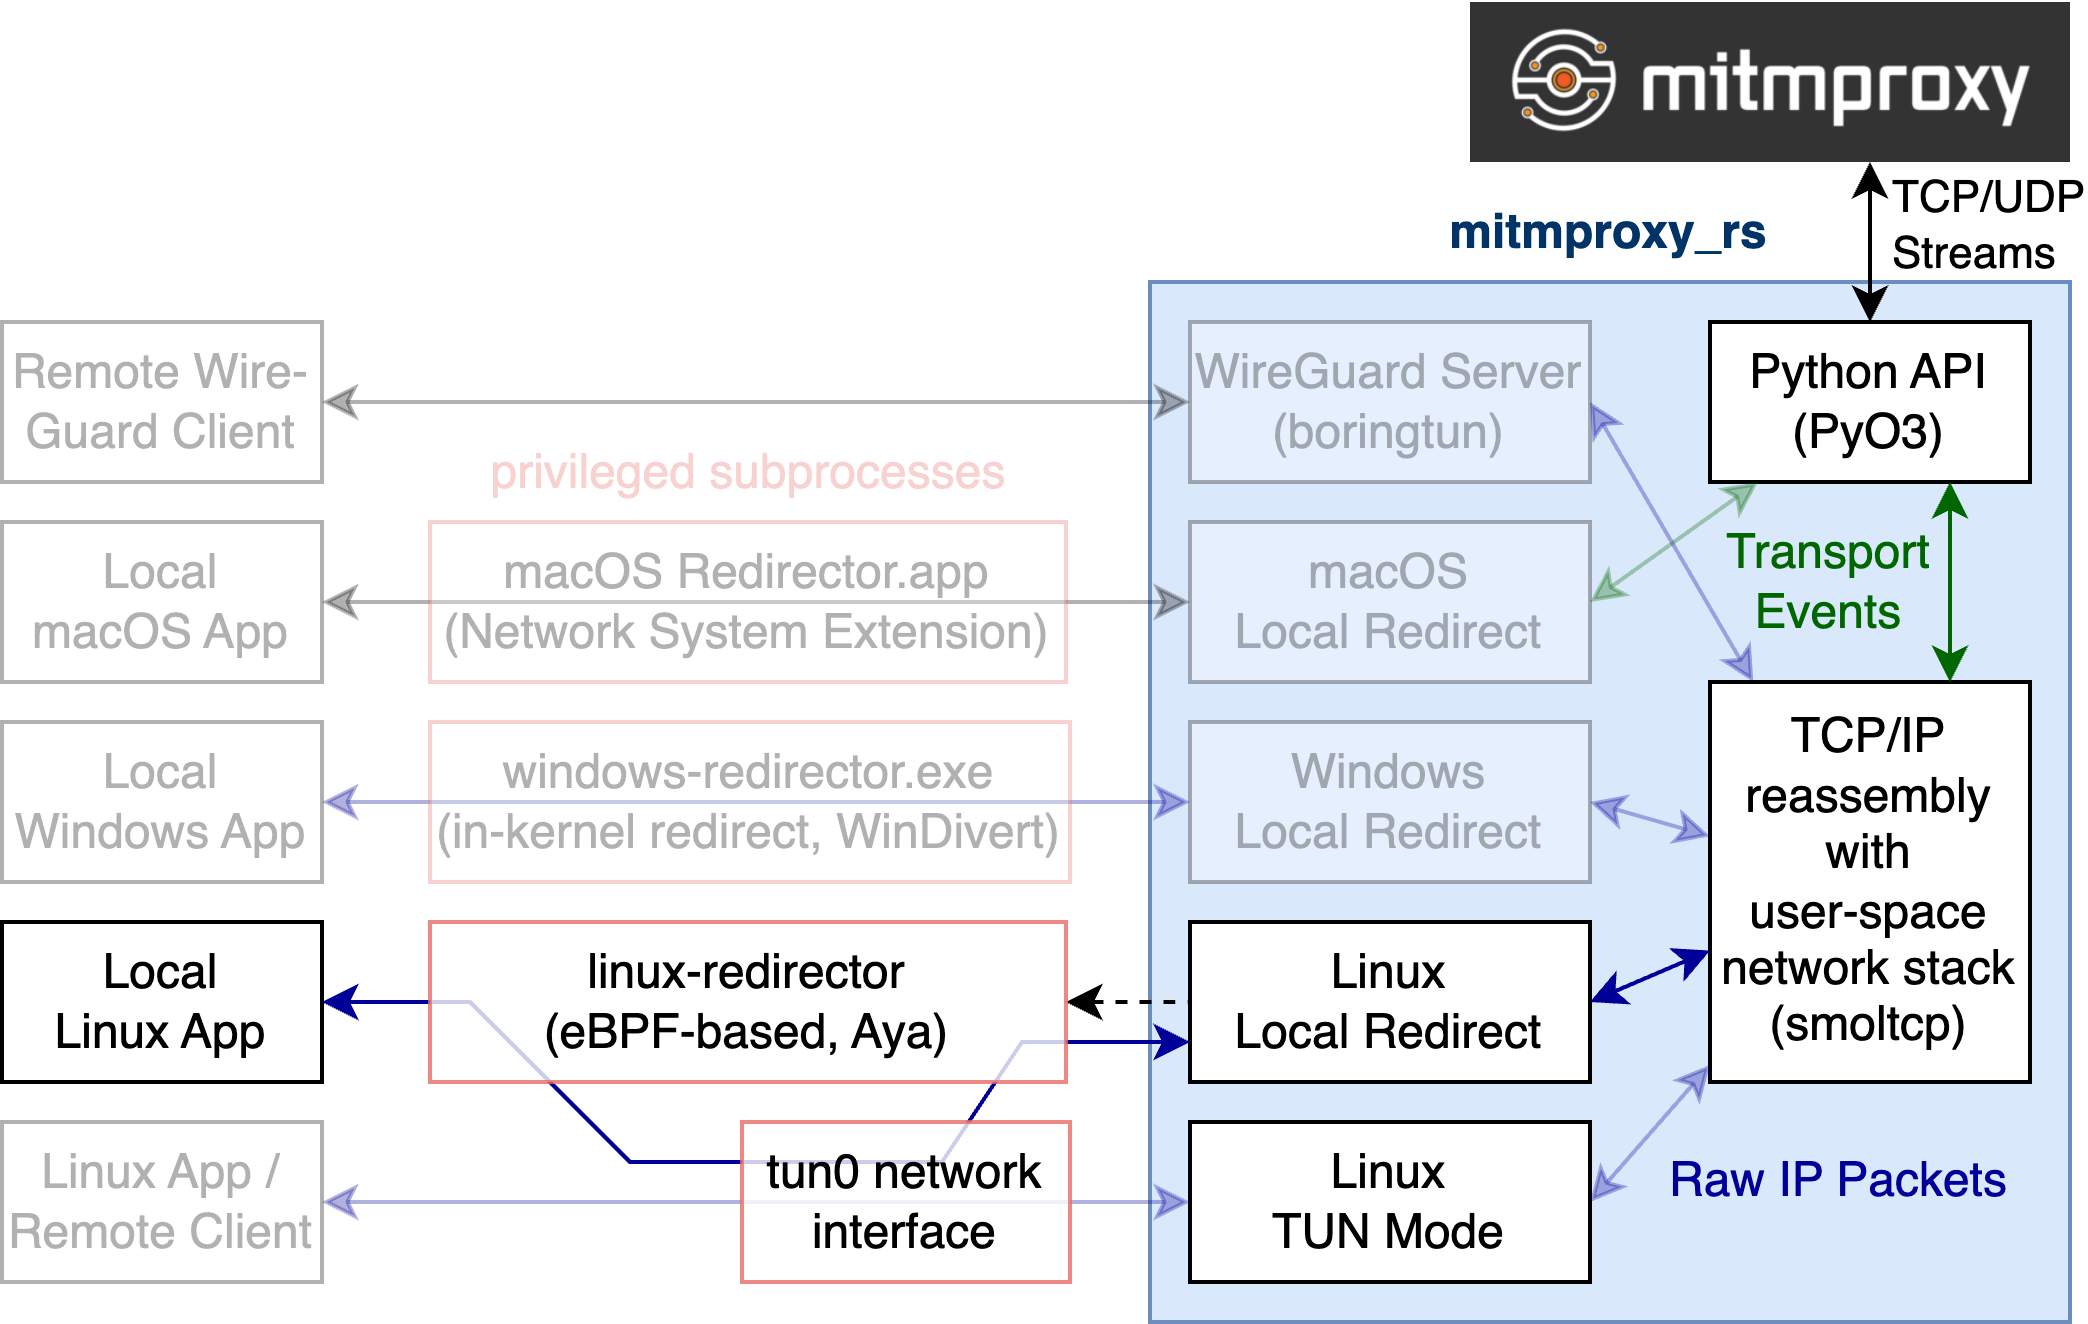 mitmproxy
TCP/UDP
Streams
mitmproxy_rs
Remote Wire-
Guard Client
WireGuard Server
(boringtun)
Python API
(PyO3)
privileged subprocesses
Local
macOS App
macOS Redirector.app
(Network System Extension)
macOS
Local Redirect
Transport
Events
Local
Windows App
windows-redirector.exe
(in-kernel redirect, WinDivert)
Windows
Local Redirect
TCP/IP
reassembly
with
user-space
network stack
(smoltcp)
Local
Linux App
linux-redirector
(eBPF-based, Aya)
Linux
Local Redirect
Linux App /
Remote Client
tun0 network
interface
Linux
TUN Mode
Raw IP Packets